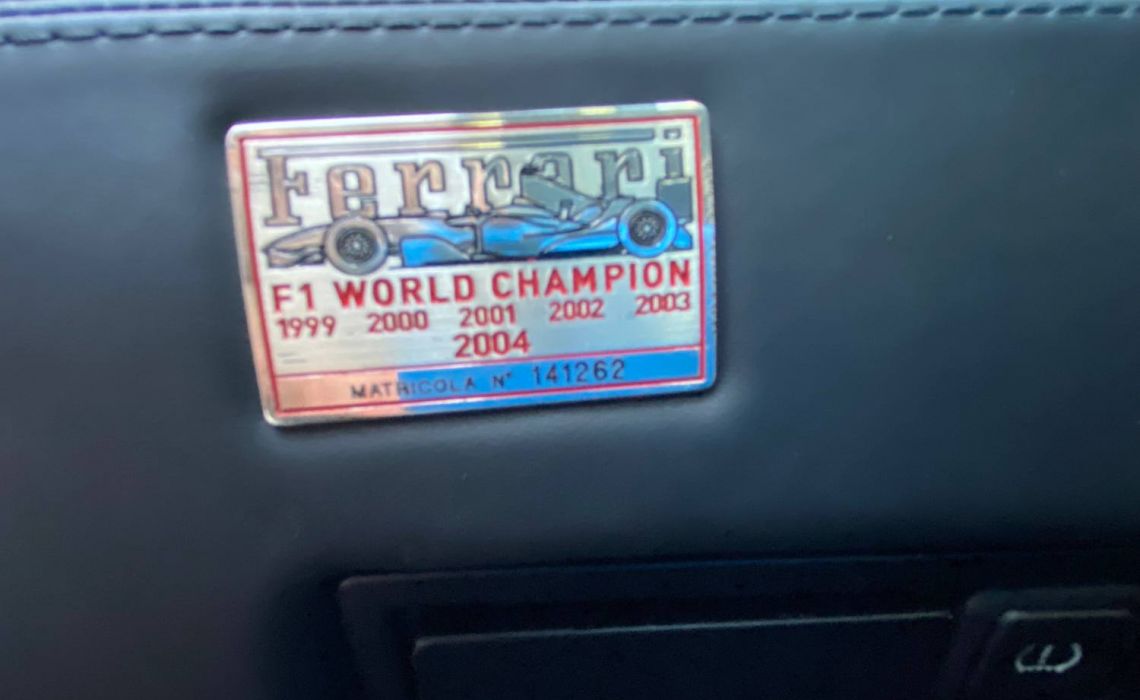 Ferrari
F1 WORLD CHAMPION
1999 2000 2001 2002 2003
2004
MATRICOLA N° 141262